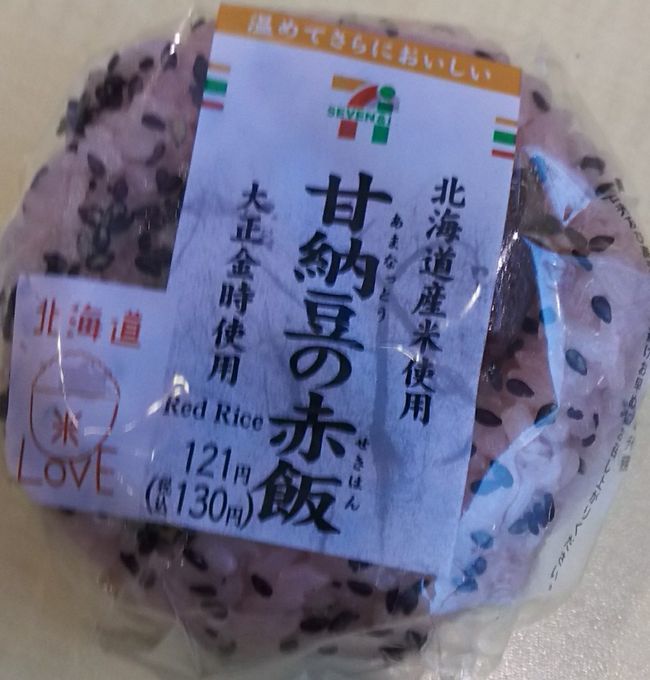 温めてさらにおいしい
SEVEN&i
北海道産米使用
甘納豆の赤飯
あまなっとう
せきはん
大正金時使用
Red Rice
121円
(税込130円)
北海道
米
LOVE